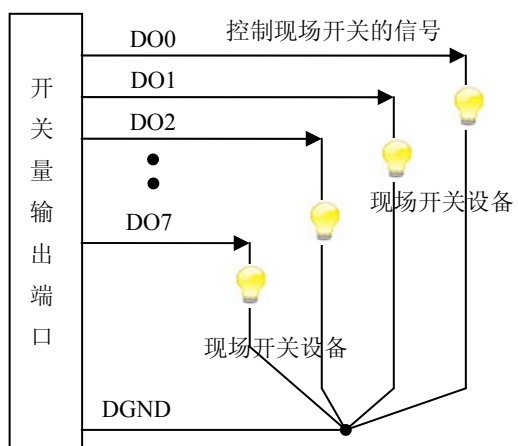 DO0
控制现场开关的信号
DO1
DO2
现场开关设备
DO7
现场开关设备
DGND
开
关
量
输
出
端
口